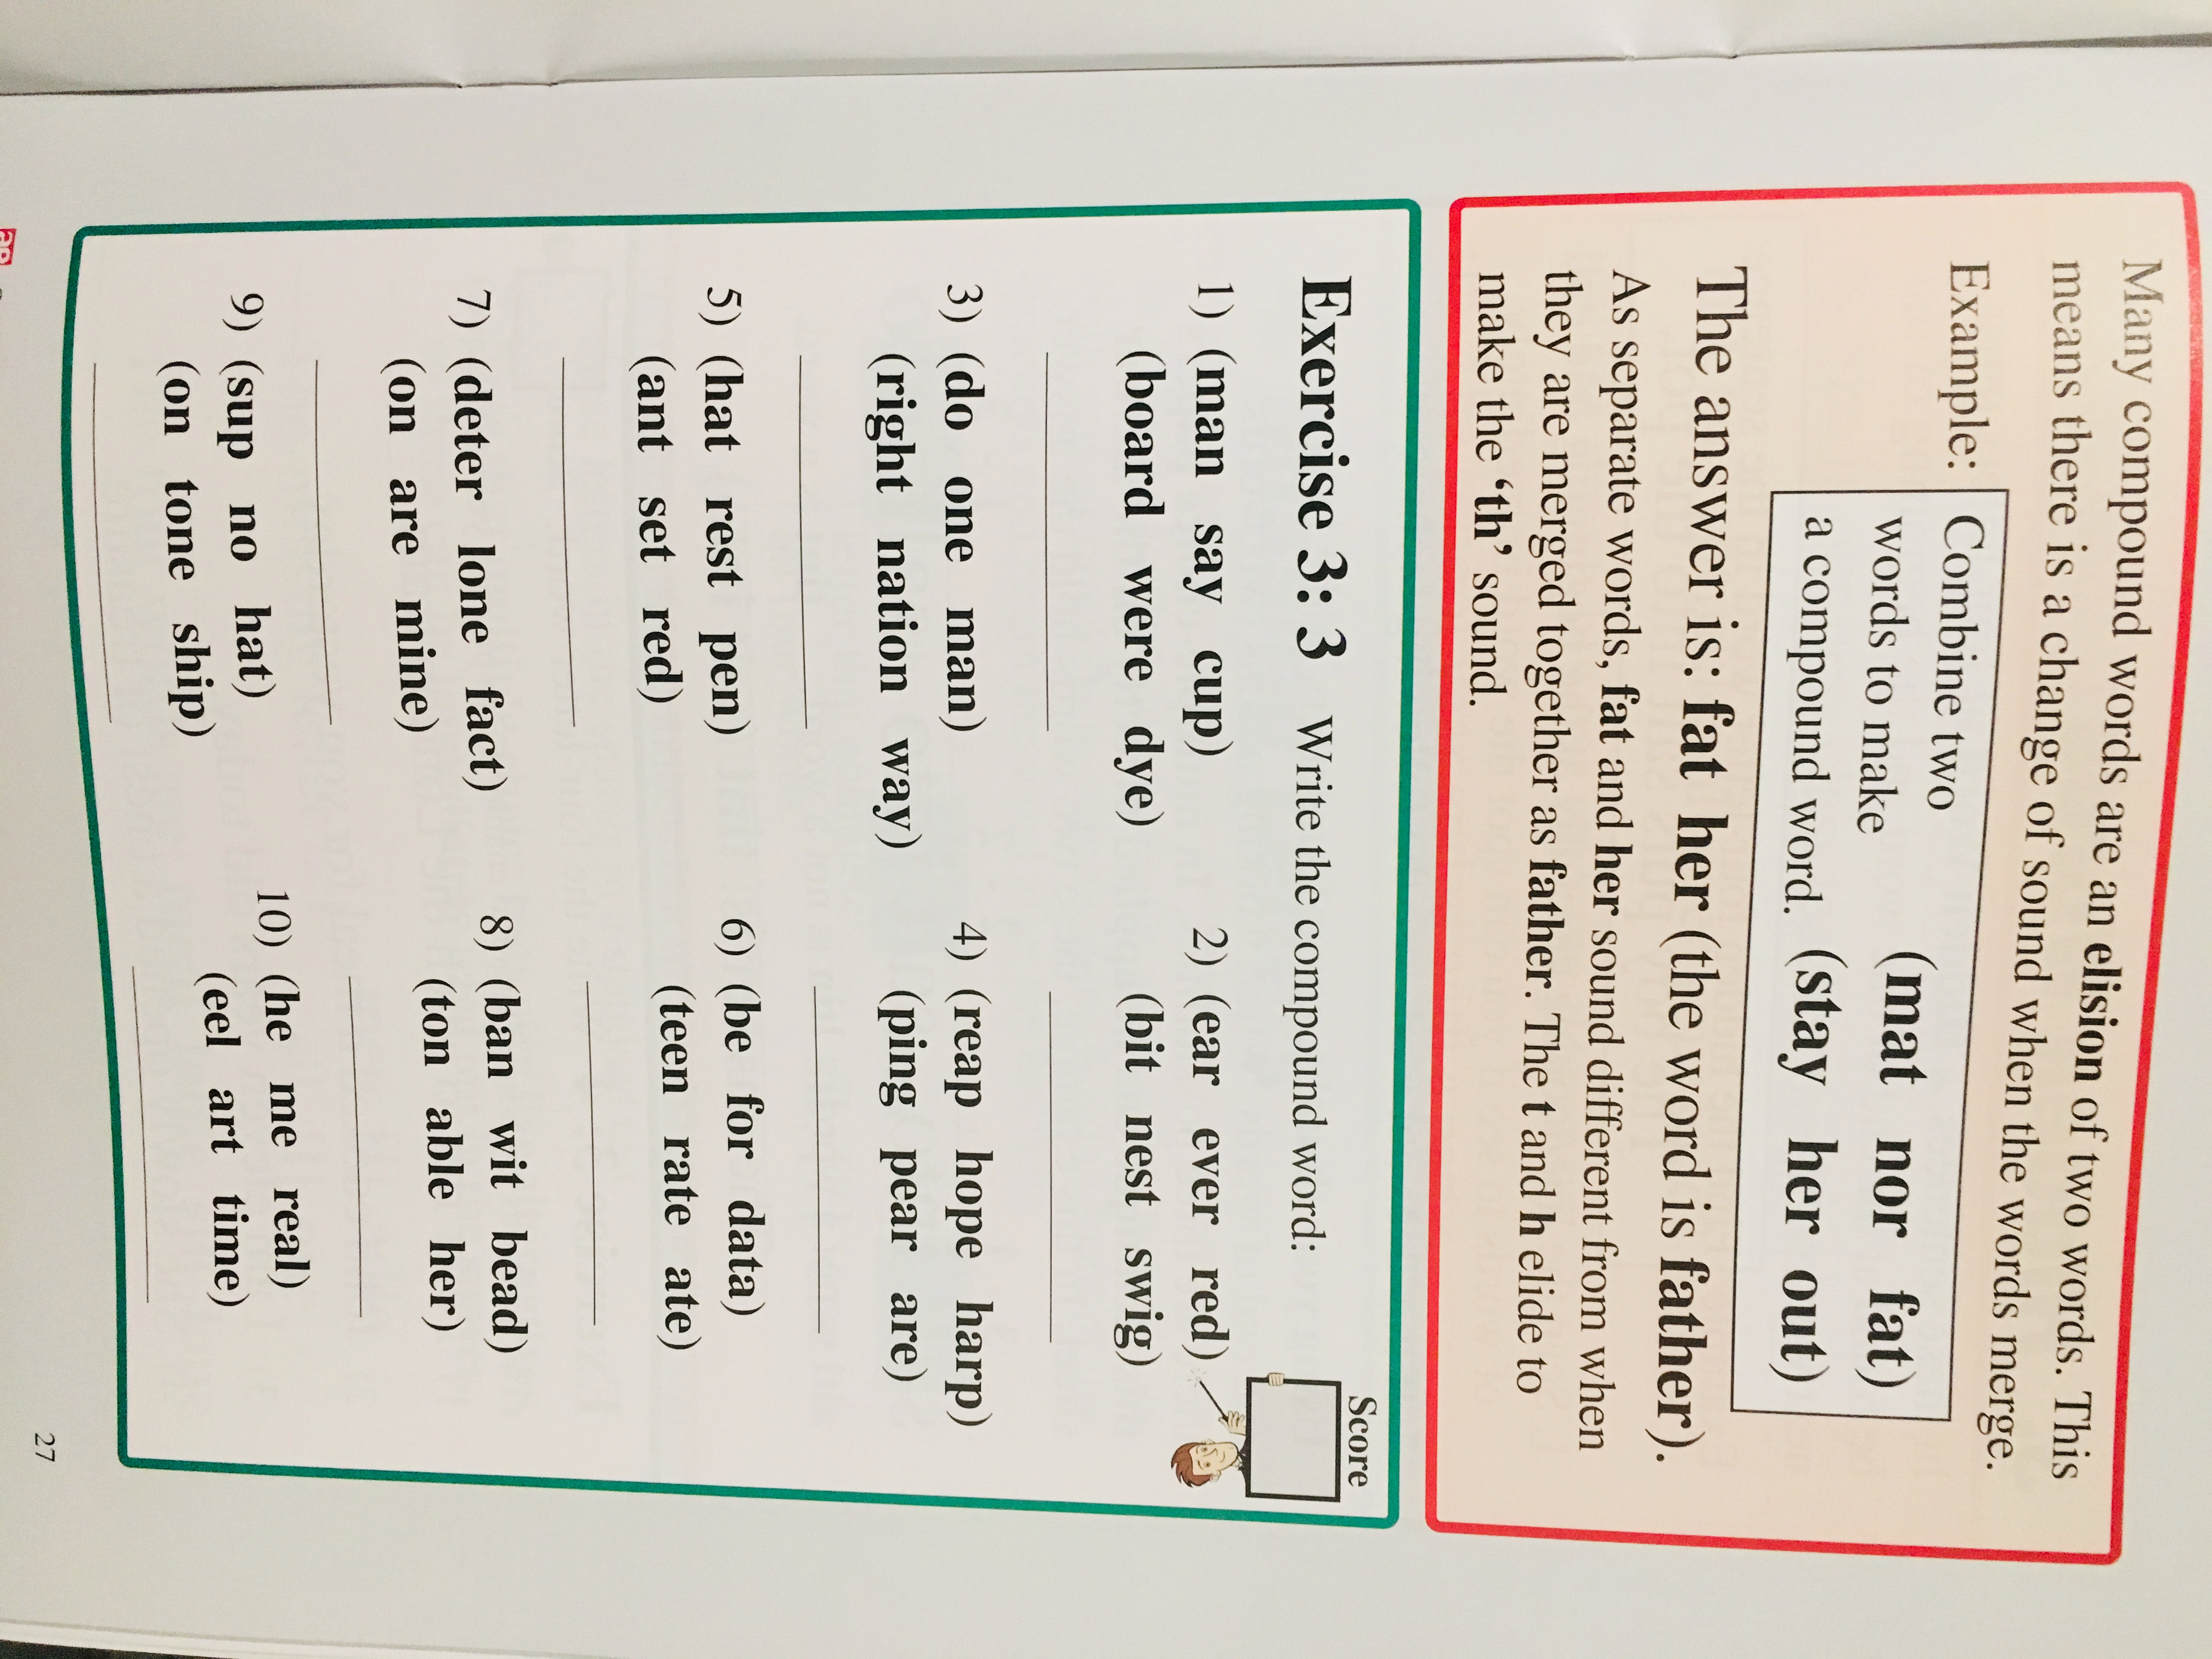 Many compound words are an elision of two words. This
means there is a change of sound when the words merge.
Example:
Combine two
words to make
a compound word.
(mat nor fat)
(stay her out)
The answer is: fat her (the word is father).
As separate words, fat and her sound different from when
they are merged together as father. The t and h elide to
make the ‘th’ sound.
Exercise 3: 3 Write the compound word:
Score
1) (man say cup)
(board were dye)
2) (ear ever red)
(bit nest swig)
3) (do one man)
(right nation way)
4) (reap hope harp)
(ping pear are)
5) (hat rest pen)
(ant set red)
6) (be for data)
(teen rate ate)
7) (deter lone fact)
(on are mine)
8) (ban wit bead)
(ton able her)
9) (sup no hat)
(on tone ship)
10) (he me real)
(eel art time)
27